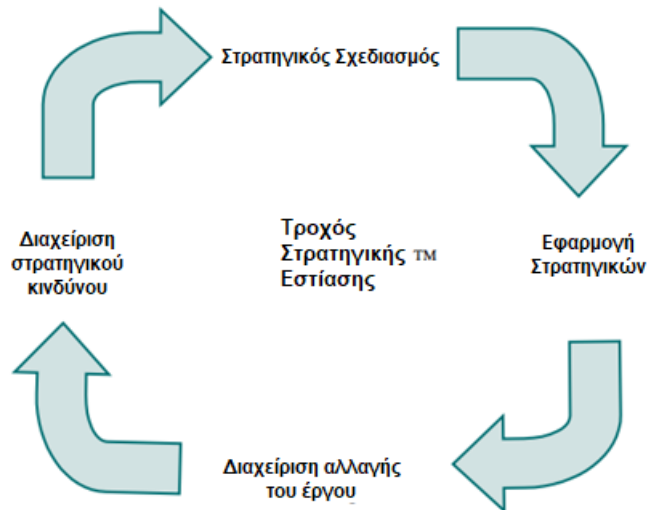 Στρατηγικός Σχεδιασμός
Εφαρμογή
Στρατηγικών
Διαχείριση αλλαγής
του έργου
Διαχείριση
στρατηγικού
κινδύνου
Τροχός
Στρατηγικής ™
Εστίασης